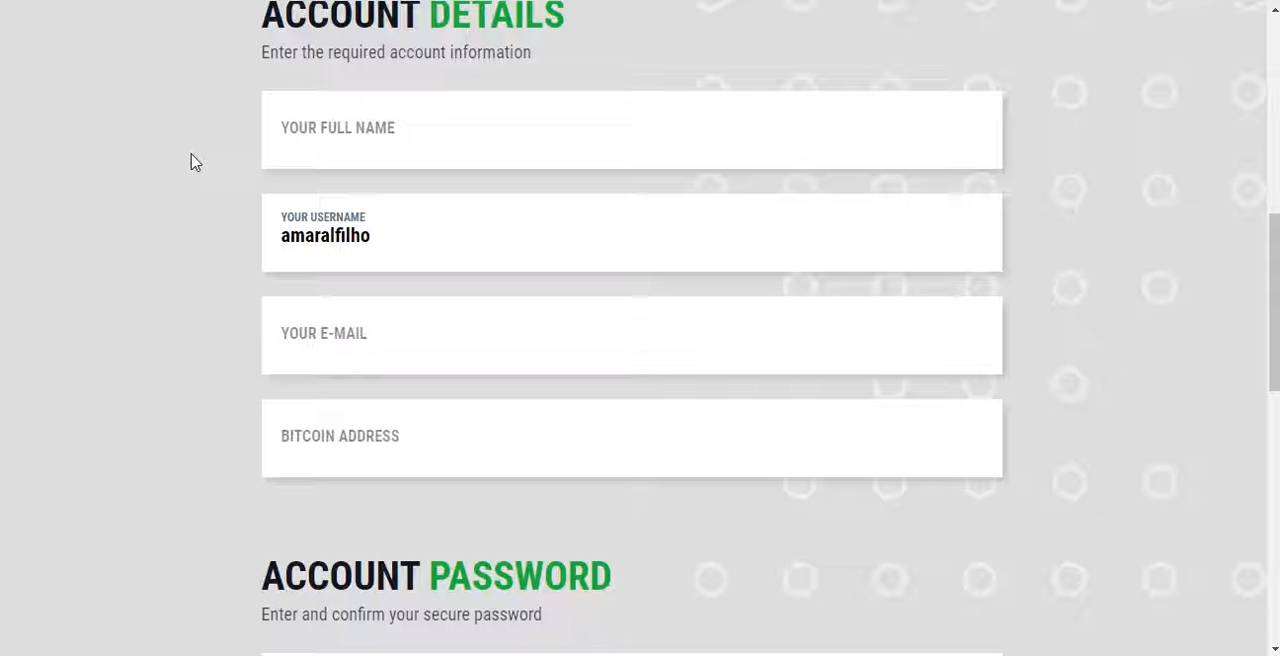 ACCOUNT DETAILS
Enter the required account information
YOUR FULL NAME
YOUR USERNAME
amaralfilho
YOUR E-MAIL
BITCOIN ADDRESS
ACCOUNT PASSWORD
Enter and confirm your secure password